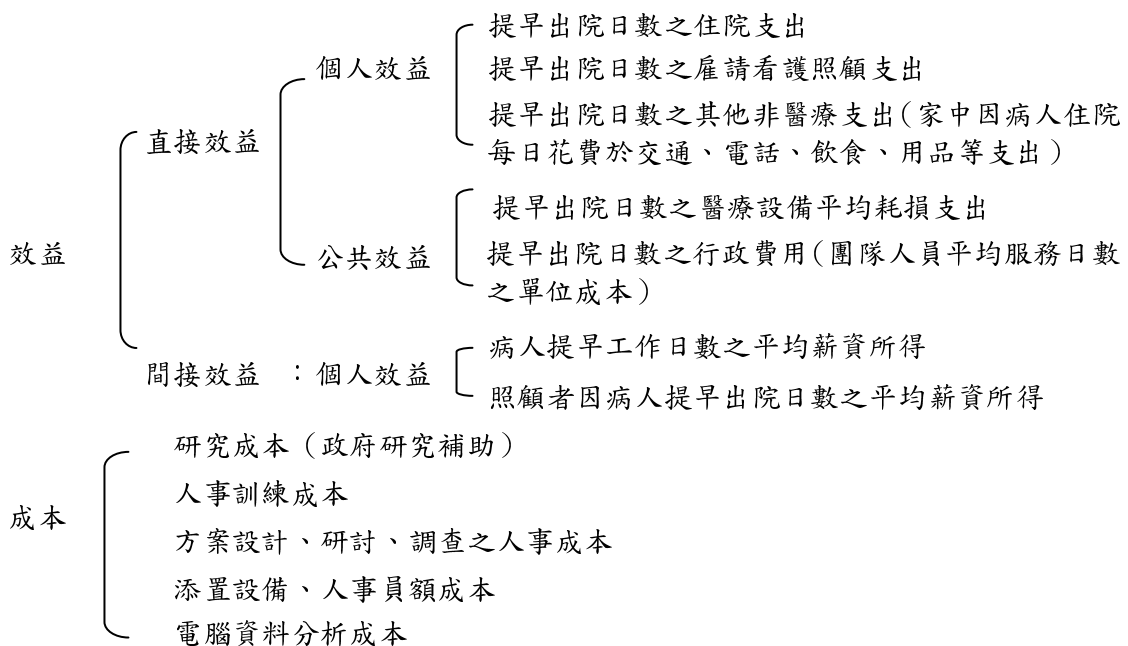 提早出院日數之住院支出
個人效益
提早出院日數之雇請看護照顧支出
提早出院日數之其他非醫療支出(家中因病人住院
每日花費於交通、電話、飲食、用品等支出)
直接效益
提早出院日數之醫療設備平均耗損支出
效益
公共效益
提早出院日數之行政費用(團隊人員平均服務日數
之單位成本)
病人提早工作日數之平均薪資所得
間接效益 :個人效益
照顧者因病人提早出院日數之平均薪資所得
研究成本(政府研究補助)
人事訓練成本
成本
方案設計、研討、調查之人事成本
添置設備、人事員額成本
電腦資料分析成本